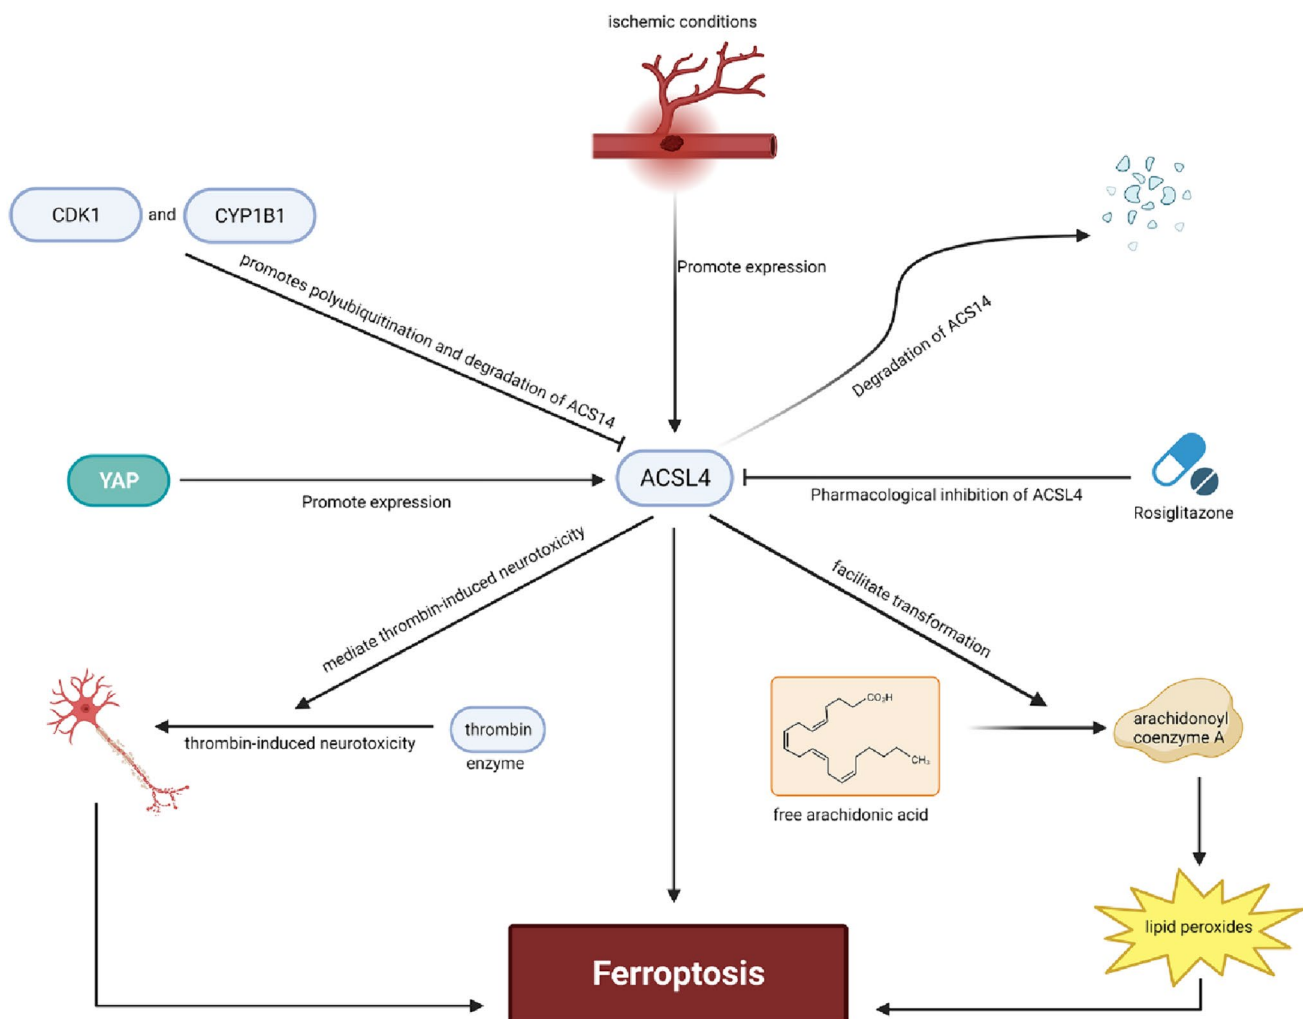 ischemic conditions
CDK1 and CYP1B1
promotes polyubiquitination and degradation of ACS14
Promote expression
Degradation of ACS14
YAP
Promote expression
ACSL4
Pharmacological inhibition of ACSL4
Rosiglitazone
mediate thrombin-induced neurotoxicity
facilitate transformation
thrombin-induced neurotoxicity
thrombin
enzyme
CO₂H
CH₃
free arachidonic acid
arachidonoyl
coenzyme A
lipid peroxides
Ferroptosis